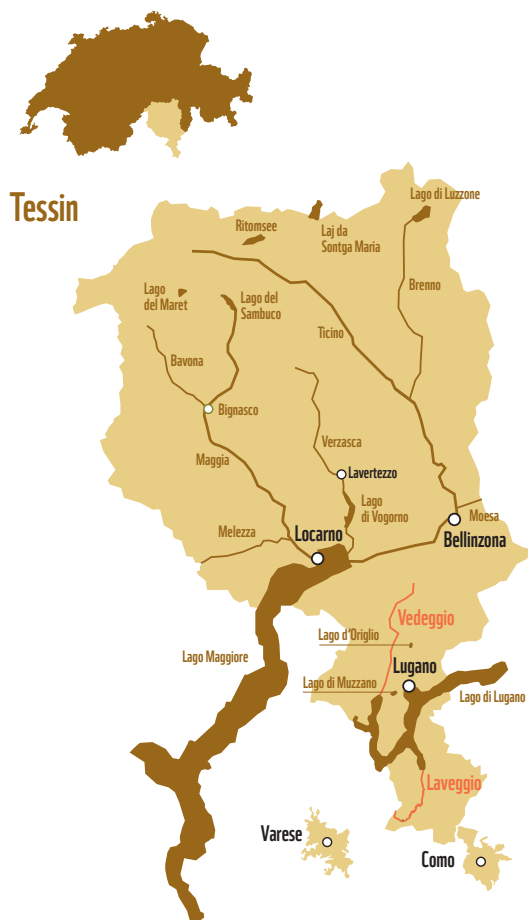 Tessin
Lago di Luzzone
Ritomsee
Laj da
Sontga Maria
Lago
del Maret
Lago del
Sambuco
Brenno
Ticino
Bavona
Bignasco
Verzasca
Maggia
Lavertezzo
Lago
di Vogorno
Moesa
Melezza
Locarno
Bellinzona
Vedeggio
Lago d'Origlio
Lago Maggiore
Lugano
Lago di Muzzano
Lago di Lugano
Laveggio
Varese
Como